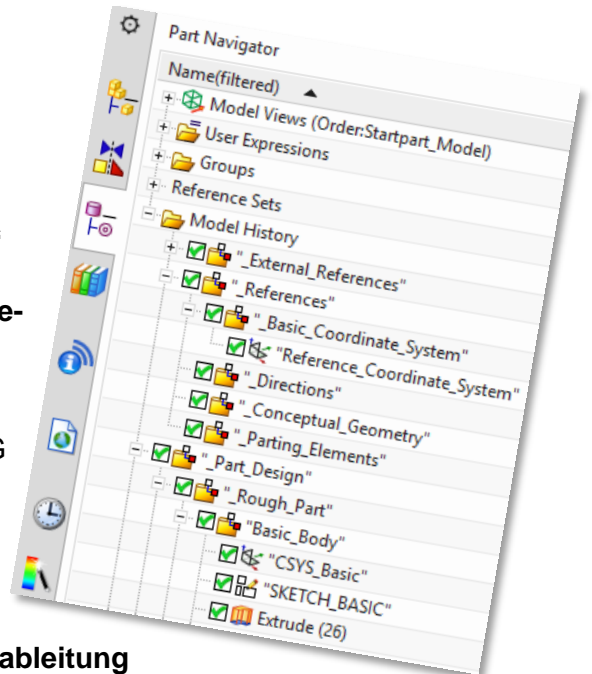 Part Navigator
Name(filtered)
Model Views (Order:Startpart_Model)
User Expressions
Groups
Reference Sets
Model History
"_External_References"
"_References"
e-
"_Basic_Coordinate_System"
"Reference_Coordinate_System"
"_Directions"
"_Conceptual_Geometry"
G
"_Parting_Elements"
"_Part_Design"
"_Rough_Part"
"Basic_Body"
"CSYS_Basic"
"SKETCH_BASIC"
Extrude (26)
ableitung